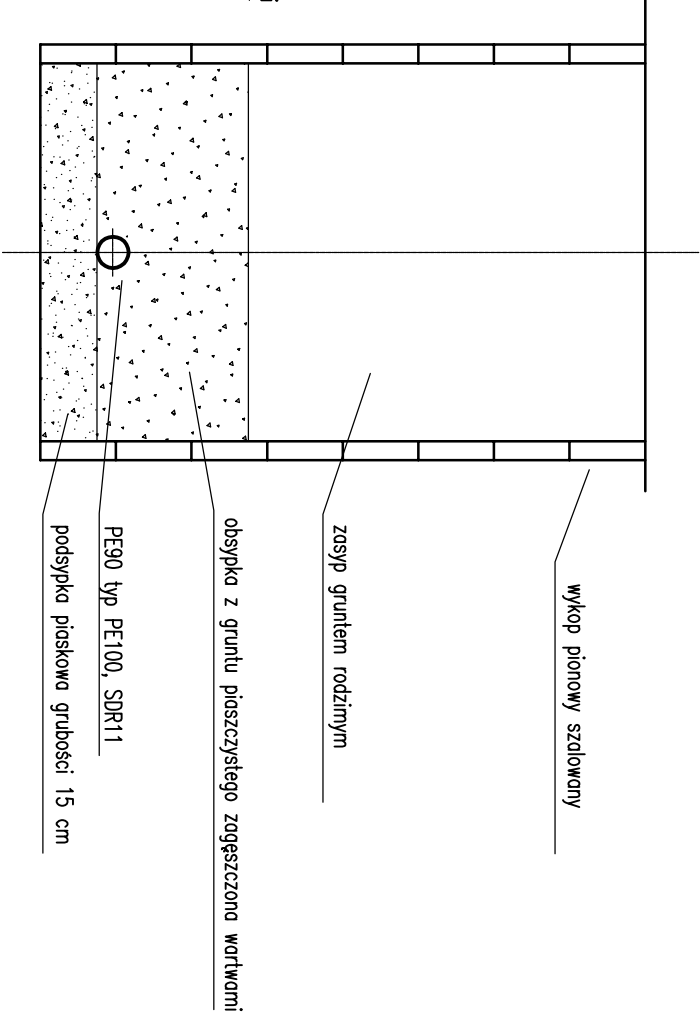 wykop pionowy szalowany
zasyp gruntem rodzimym
obsypka z gruntu piaszczystego zagęszczona wartwami
PE90 typ PE100, SDR11
podsypka piaskowa grubości 15 cm